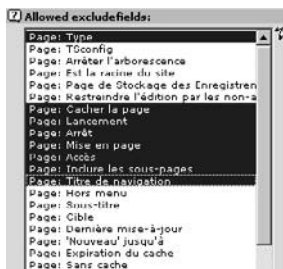 Allowed excludefields:
Page: Type
Page: TSconfig
Page: Arrêter l'arborescence
Page: Est la racine du site
Page: Page de Stockage des Enregistren
Page: Restreindre l'édition par les non-a
Page: Cacher la page
Page: Lancement
Page: Arrêt
Page: Mise en page
Page: Accès
Page: Inclure les sous-pages
Page: Titre de navigation
Page: Hors menu
Page: Sous-titre
Page: Cible
Page: Dernière mise-à-jour
Page: 'Nouveau' jusqu'à
Page: Expiration du cache
Page: Sans cache